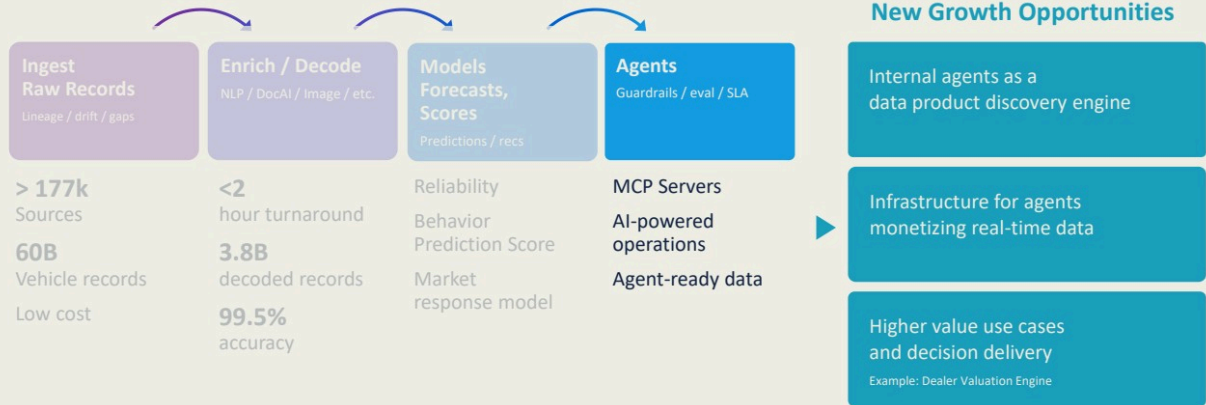 New Growth Opportunities
Ingest
Raw Records
Lineage / drift / gaps
> 177k
Sources
60B
Vehicle records
Low cost
Enrich / Decode
NLP / DocAI / Image / etc.
<2
hour turnaround
3.8B
decoded records
99.5%
accuracy
Models
Forecasts,
Scores
Predictions / recs
Reliability
Behavior
Prediction Score
Market
response model
Agents
Guardrails / eval / SLA
MCP Servers
AI-powered
operations
Agent-ready data
Internal agents as a
data product discovery engine
Infrastructure for agents
monetizing real-time data
Higher value use cases
and decision delivery
Example: Dealer Valuation Engine